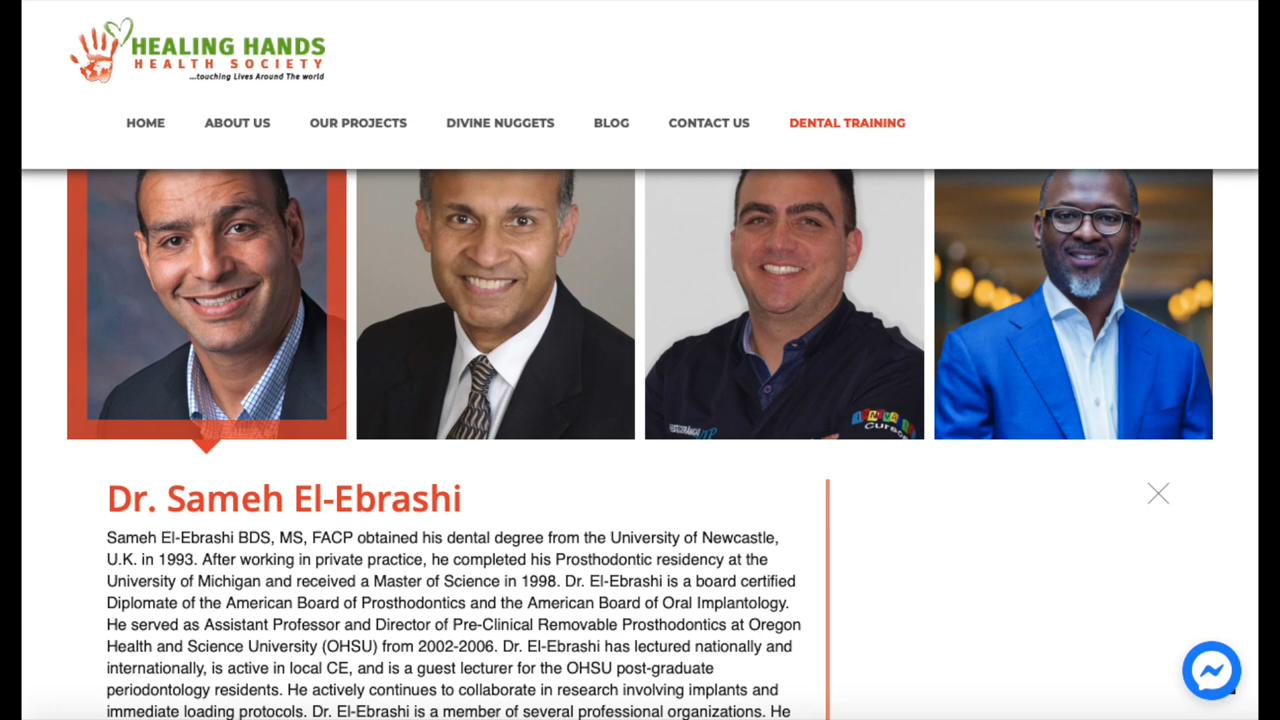 HEALING HANDS
HEALTH SOCIETY
...touching Lives Around The world
HOME ABOUT US OUR PROJECTS DIVINE NUGGETS BLOG CONTACT US DENTAL TRAINING
Dr. Sameh El-Ebrashi
Sameh El-Ebrashi BDS, MS, FACP obtained his dental degree from the University of Newcastle,
U.K. in 1993. After working in private practice, he completed his Prosthodontic residency at the
University of Michigan and received a Master of Science in 1998. Dr. El-Ebrashi is a board certified
Diplomate of the American Board of Prosthodontics and the American Board of Oral Implantology.
He served as Assistant Professor and Director of Pre-Clinical Removable Prosthodontics at Oregon
Health and Science University (OHSU) from 2002-2006. Dr. El-Ebrashi has lectured nationally and
internationally, is active in local CE, and is a guest lecturer for the OHSU post-graduate
periodontology residents. He actively continues to collaborate in research involving implants and
immediate loading protocols. Dr. El-Ebrashi is a member of several professional organizations. He